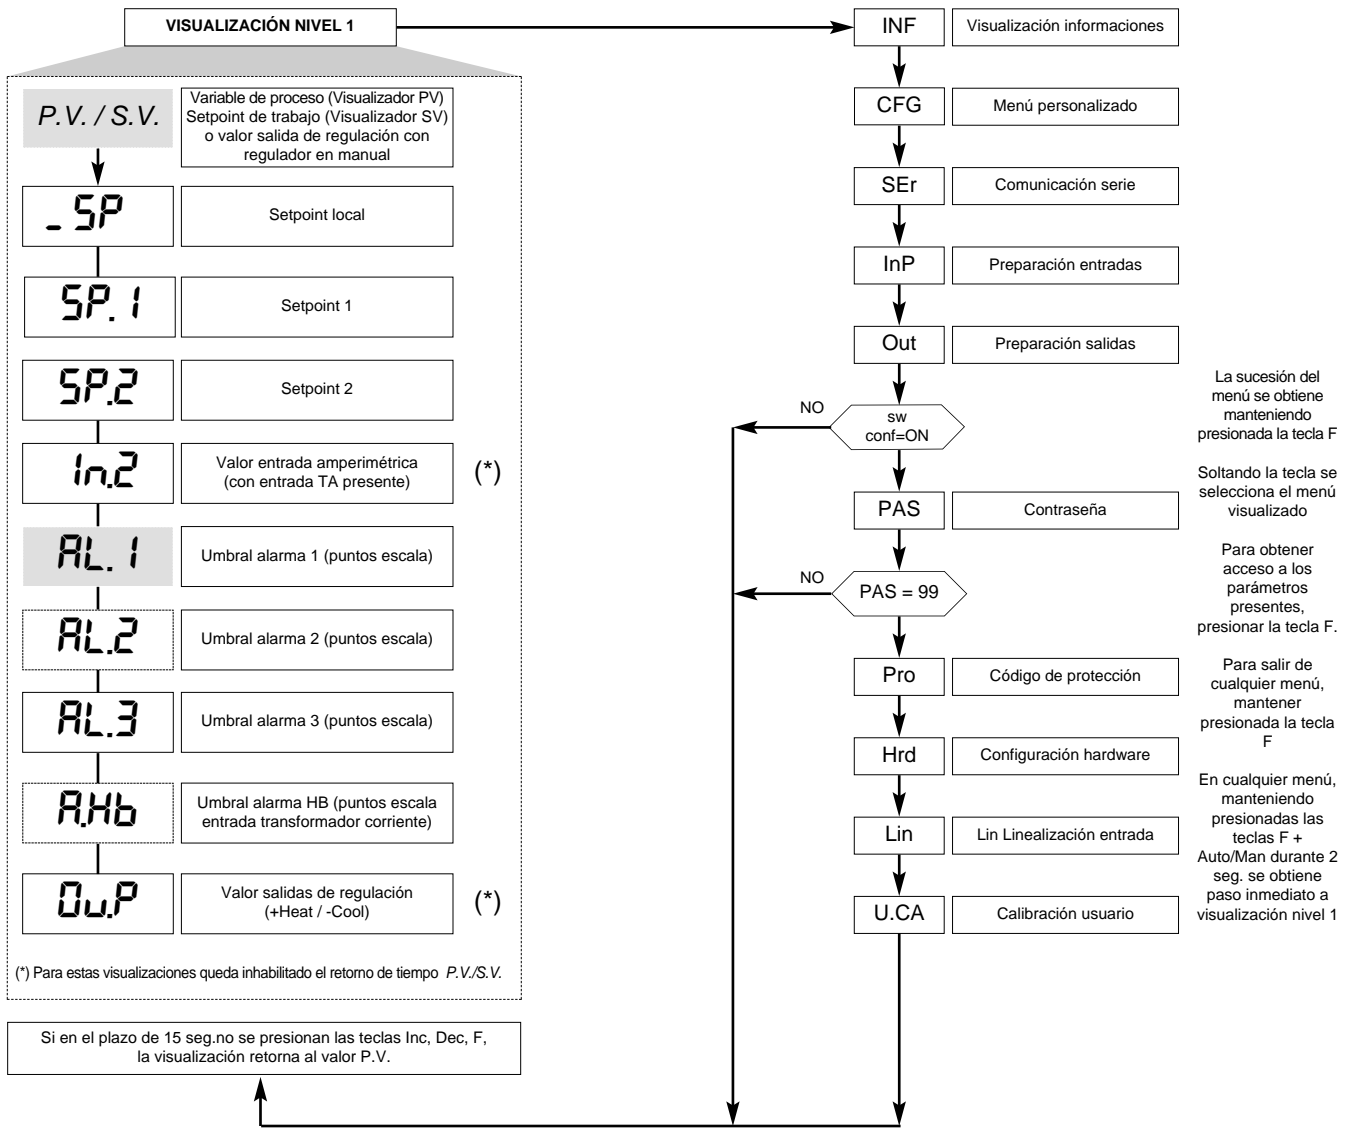 VISUALIZACIÓN NIVEL 1
P.V. / S.V.
Variable de proceso (Visualizador PV)
Setpoint de trabajo (Visualizador SV)
o valor salida de regulación con
regulador en manual
_SP
Setpoint local
SP.1
Setpoint 1
SP.2
Setpoint 2
In.2
Valor entrada amperimétrica
(con entrada TA presente)
(*)
AL.1
Umbral alarma 1 (puntos escala)
AL.2
Umbral alarma 2 (puntos escala)
AL.3
Umbral alarma 3 (puntos escala)
A.Hb
Umbral alarma HB (puntos escala
entrada transformador corriente)
Ou.P
Valor salidas de regulación
(+Heat / -Cool)
(*)
(*) Para estas visualizaciones queda inhabilitado el retorno de tiempo P.V./S.V.
Si en el plazo de 15 seg.no se presionan las teclas Inc, Dec, F,
la visualización retorna al valor P.V.
INF
Visualización informaciones
CFG
Menú personalizado
SEr
Comunicación serie
InP
Preparación entradas
Out
Preparación salidas
NO
sw
conf=ON
PAS
Contraseña
NO
PAS = 99
Pro
Código de protección
Hrd
Configuración hardware
Lin
Lin Linealización entrada
U.CA
Calibración usuario
La sucesión del
menú se obtiene
manteniendo
presionada la tecla F
Soltando la tecla se
selecciona el menú
visualizado
Para obtener
acceso a los
parámetros
presentes,
presionar la tecla F.
Para salir de
cualquier menú,
mantener
presionada la tecla
F
En cualquier menú,
manteniendo
presionadas las
teclas F +
Auto/Man durante 2
seg. se obtiene
paso inmediato a
visualización nivel 1